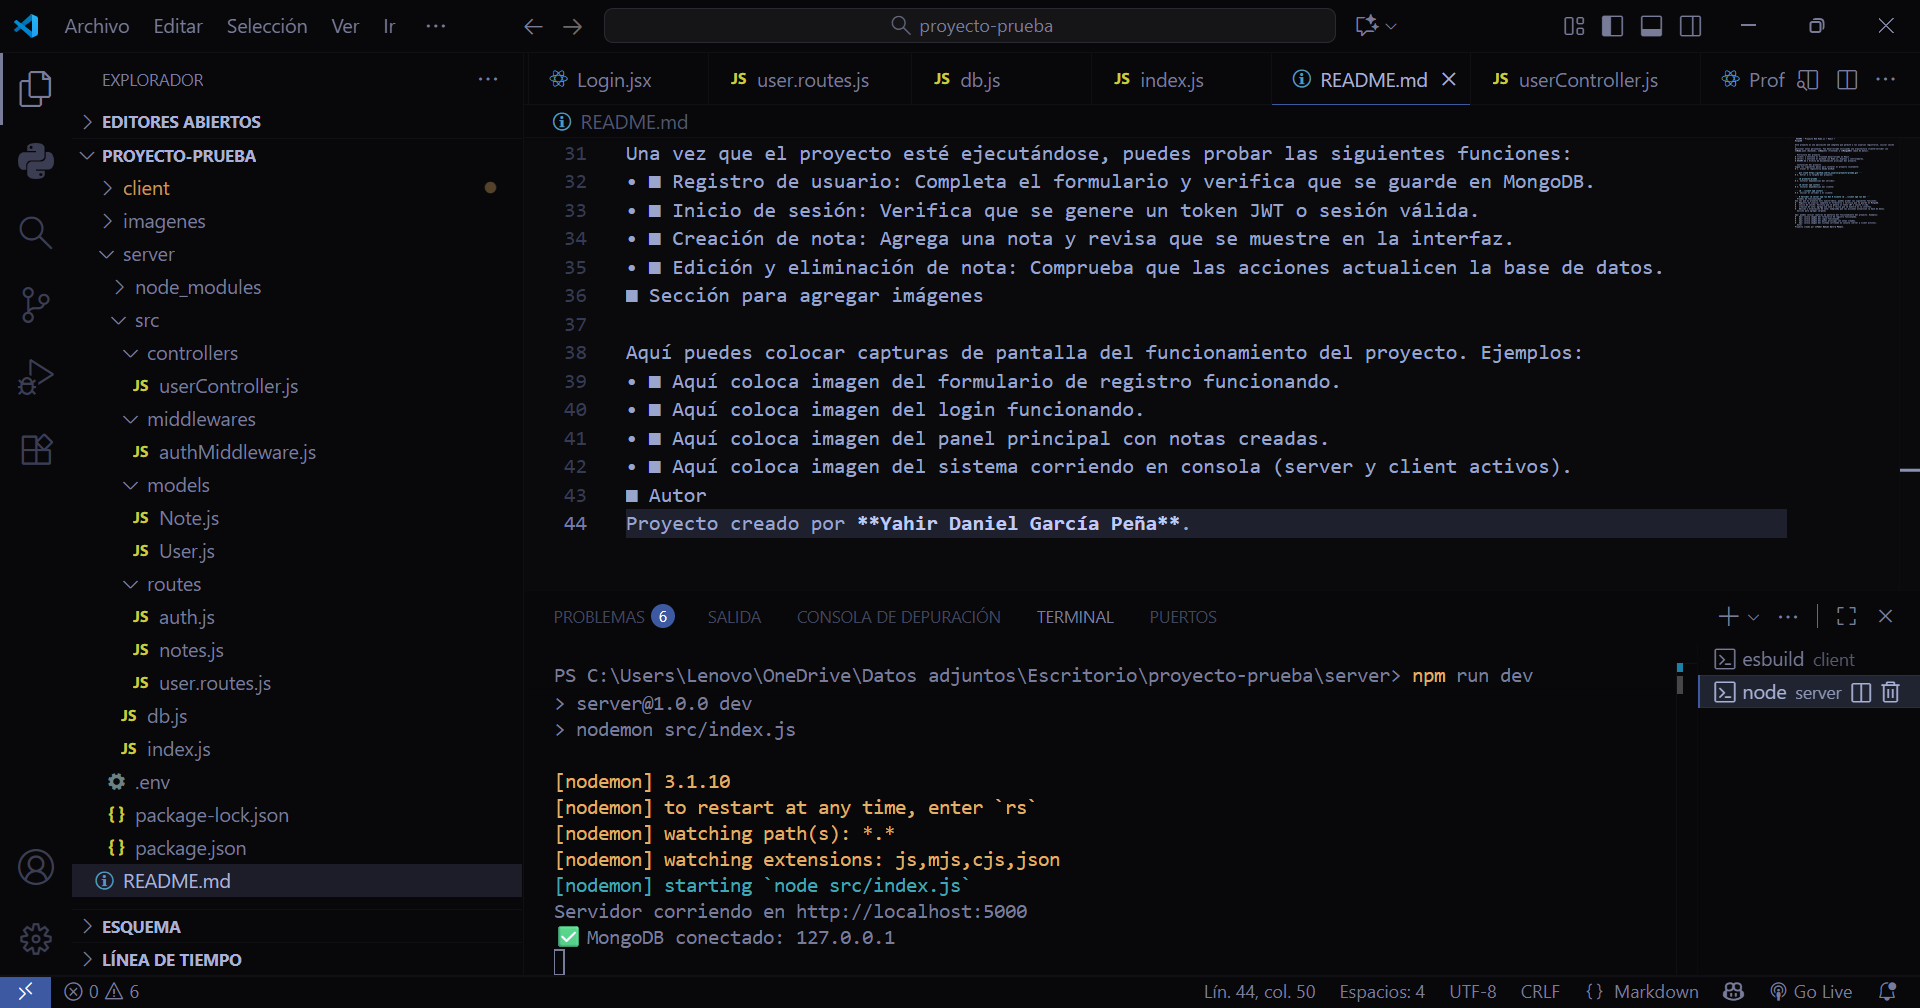 Archivo Editar Selección Ver Ir ···
proyecto-prueba
EXPLORADOR
EDITORES ABIERTOS
PROYECTO-PRUEBA
client
imagenes
server
node_modules
src
controllers
JS userController.js
middlewares
JS authMiddleware.js
models
JS Note.js
JS User.js
routes
JS auth.js
JS notes.js
JS user.routes.js
JS db.js
JS index.js
.env
{} package-lock.json
{} package.json
README.md
ESQUEMA
LÍNEA DE TIEMPO
Login.jsx JS user.routes.js JS db.js JS index.js README.md JS userController.js Prof
README.md
31 Una vez que el proyecto esté ejecutándose, puedes probar las siguientes funciones:
32 • ■ Registro de usuario: Completa el formulario y verifica que se guarde en MongoDB.
33 • ■ Inicio de sesión: Verifica que se genere un token JWT o sesión válida.
34 • ■ Creación de nota: Agrega una nota y revisa que se muestre en la interfaz.
35 • ■ Edición y eliminación de nota: Comprueba que las acciones actualicen la base de datos.
36 ■ Sección para agregar imágenes
37
38 Aquí puedes colocar capturas de pantalla del funcionamiento del proyecto. Ejemplos:
39 • ■ Aquí coloca imagen del formulario de registro funcionando.
40 • ■ Aquí coloca imagen del login funcionando.
41 • ■ Aquí coloca imagen del panel principal con notas creadas.
42 • ■ Aquí coloca imagen del sistema corriendo en consola (server y client activos).
43 ■ Autor
44 Proyecto creado por **Yahir Daniel García Peña**.
PROBLEMAS 6 SALIDA CONSOLA DE DEPURACIÓN TERMINAL PUERTOS
PS C:\Users\Lenovo\OneDrive\Datos adjuntos\Escritorio\proyecto-prueba\server> npm run dev
> server@1.0.0 dev
> nodemon src/index.js
[nodemon] 3.1.10
[nodemon] to restart at any time, enter `rs`
[nodemon] watching path(s): *.*
[nodemon] watching extensions: js,mjs,cjs,json
[nodemon] starting `node src/index.js`
Servidor corriendo en http://localhost:5000
✅ MongoDB conectado: 127.0.0.1
esbuild client
node server
0 6
Lín. 44, col. 50 Espacios: 4 UTF-8 CRLF {} Markdown Go Live